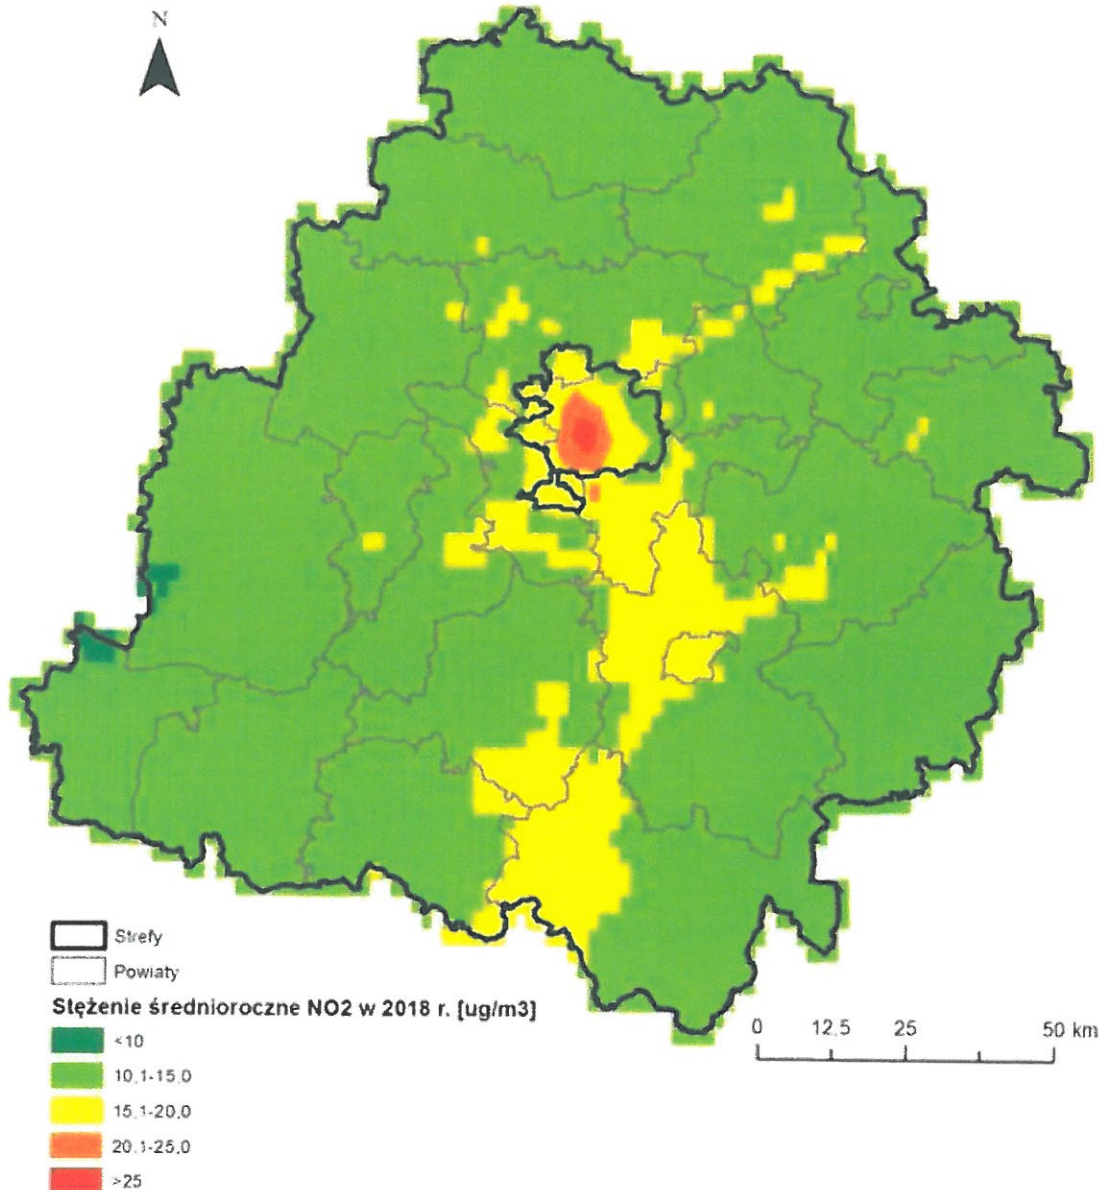 N
Strefy
Powiaty
Stężenie średnioroczne NO2 w 2018 r. [ug/m3]
<10
10,1-15,0
15,1-20,0
20,1-25,0
>25
0 12,5 25 50 km